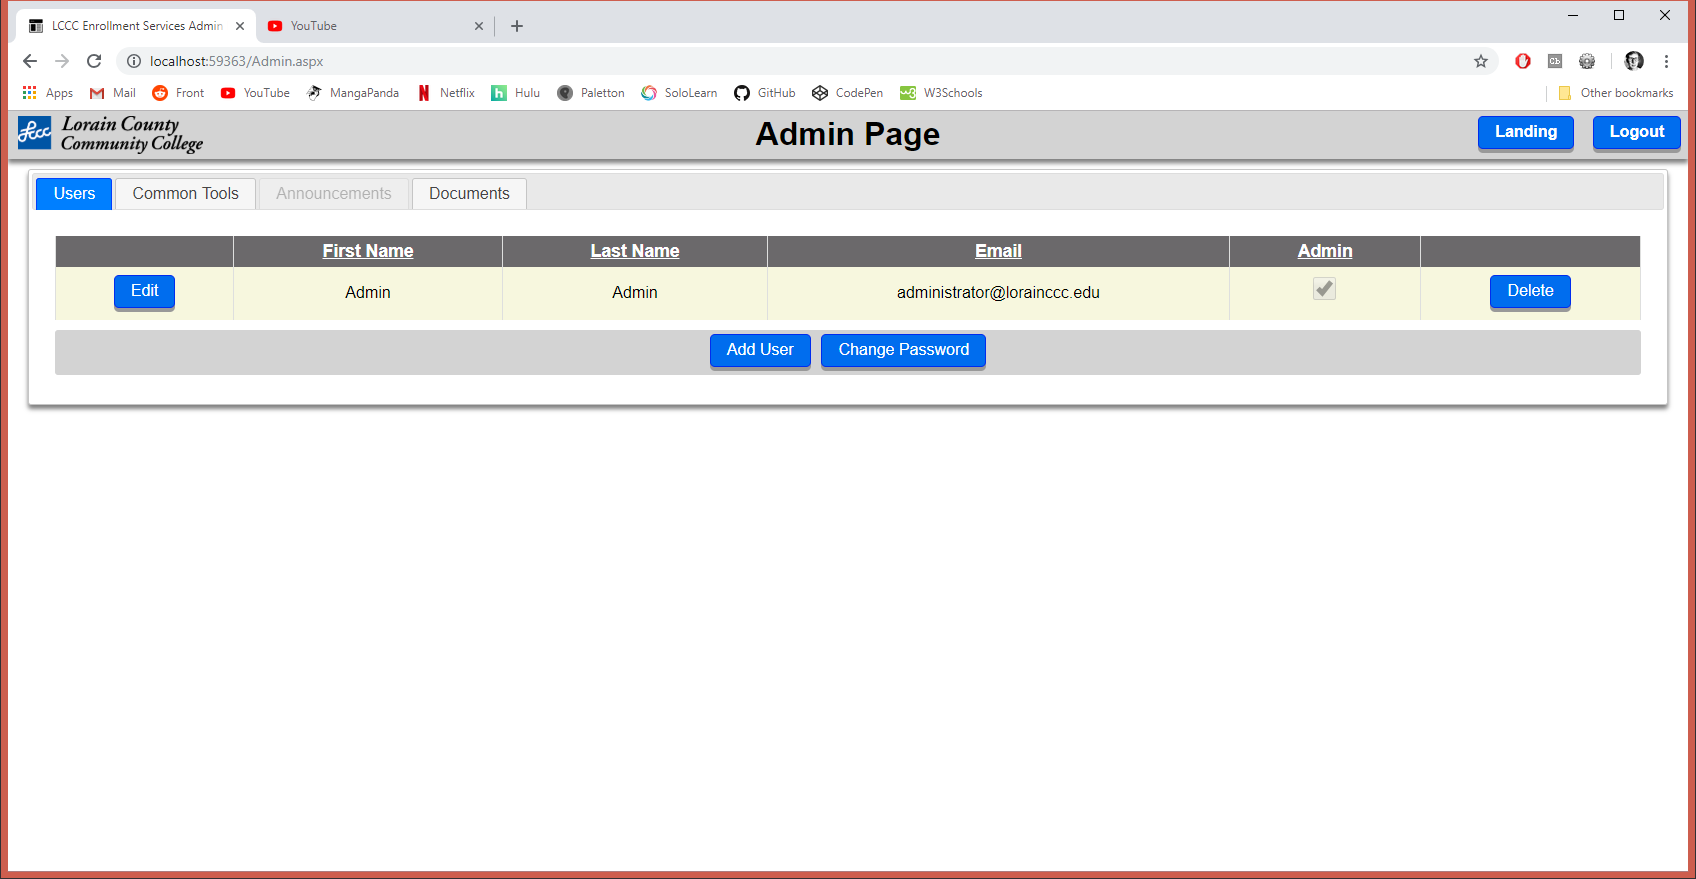 LCCC Enrollment Services Admin
YouTube
localhost:59363/Admin.aspx
Apps Mail Front YouTube MangaPanda Netflix Hulu Paletton SoloLearn GitHub CodePen W3Schools Other bookmarks
Lorain County
Community College
Admin Page
Landing
Logout
Users Common Tools Announcements Documents
First Name Last Name Email Admin
Edit Admin Admin administrator@lorainccc.edu Delete
Add User Change Password